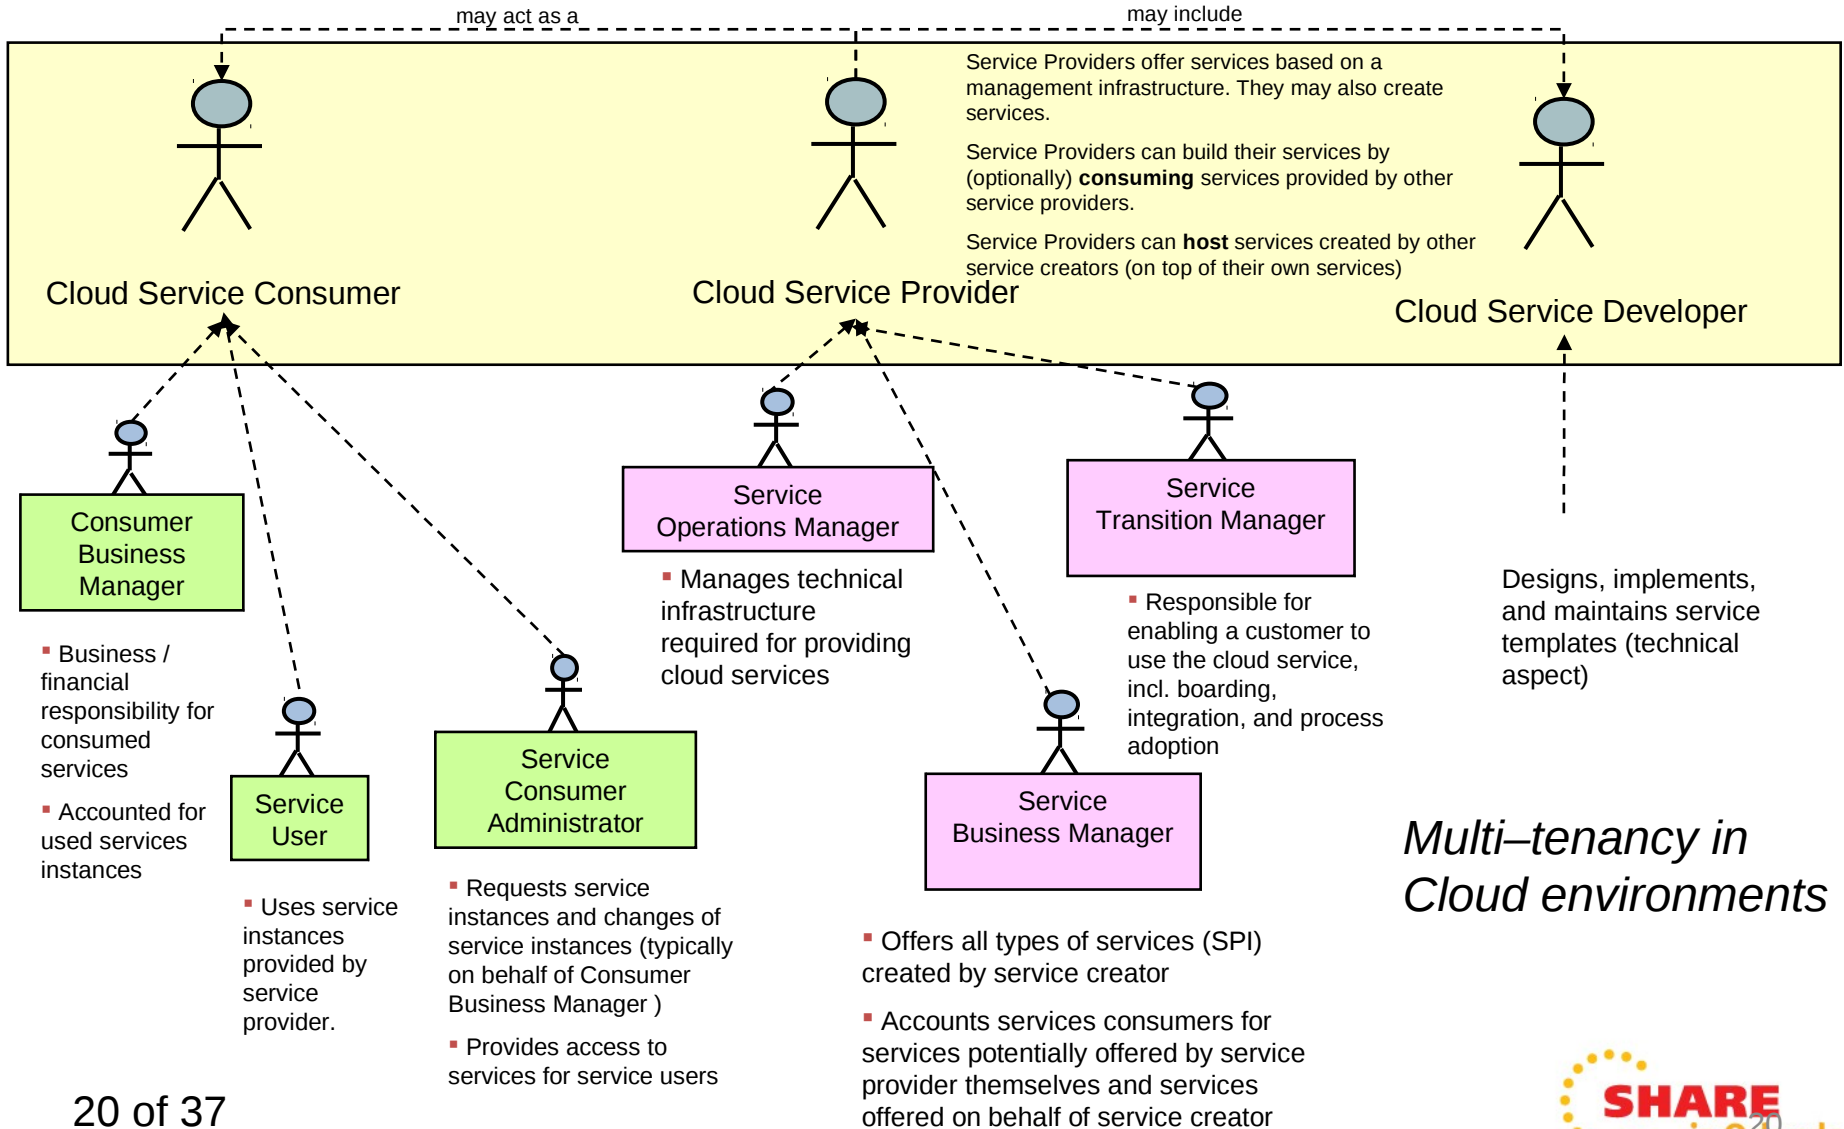 may act as a
may include
Service Providers offer services based on a
management infrastructure. They may also create
services.
Service Providers can build their services by
(optionally) consuming services provided by other
service providers.
Service Providers can host services created by other
service creators (on top of their own services)
Cloud Service Consumer
Cloud Service Provider
Cloud Service Developer
Consumer
Business
Manager
Business /
financial
responsibility for
consumed
services
Accounted for
used services
instances
Service
User
Uses service
instances
provided by
service
provider.
Service
Consumer
Administrator
Requests service
instances and changes of
service instances (typically
on behalf of Consumer
Business Manager )
Provides access to
services for service users
Service
Operations Manager
Manages technical
infrastructure
required for providing
cloud services
Service
Business Manager
Offers all types of services (SPI)
created by service creator
Accounts services consumers for
services potentially offered by service
provider themselves and services
offered on behalf of service creator
Service
Transition Manager
Responsible for
enabling a customer to
use the cloud service,
incl. boarding,
integration, and process
adoption
Designs, implements,
and maintains service
templates (technical
aspect)
Multi–tenancy in
Cloud environments
20 of 37
SHARE
20